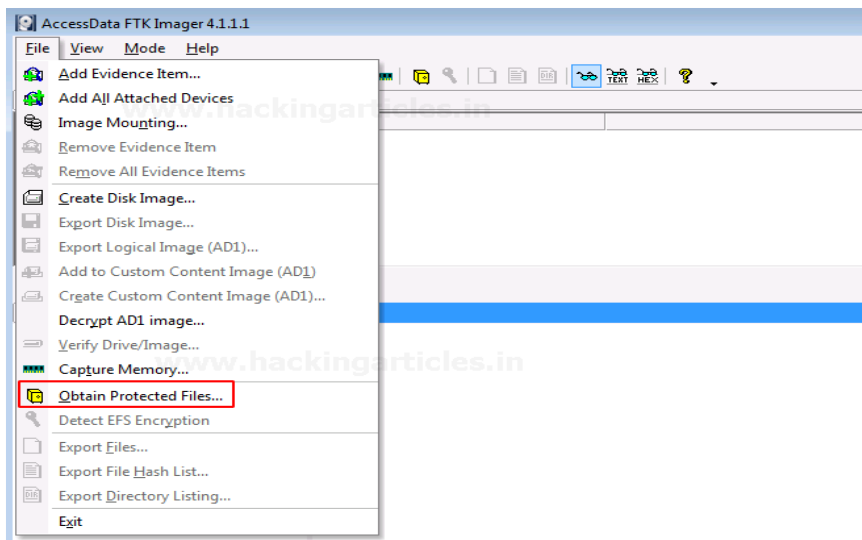 AccessData FTK Imager 4.1.1.1
File View Mode Help
Add Evidence Item...
Add All Attached Devices
www.hackingarticles.in
Image Mounting...
Remove Evidence Item
Remove All Evidence Items
Create Disk Image...
Export Disk Image...
Export Logical Image (AD1)...
Add to Custom Content Image (AD1)
Create Custom Content Image (AD1)...
Decrypt AD1 image...
Verify Drive/Image...
www.hackingarticles.in
Capture Memory...
Obtain Protected Files...
Detect EFS Encryption
Export Files...
Export File Hash List...
Export Directory Listing...
Exit
TEXT HEX ?